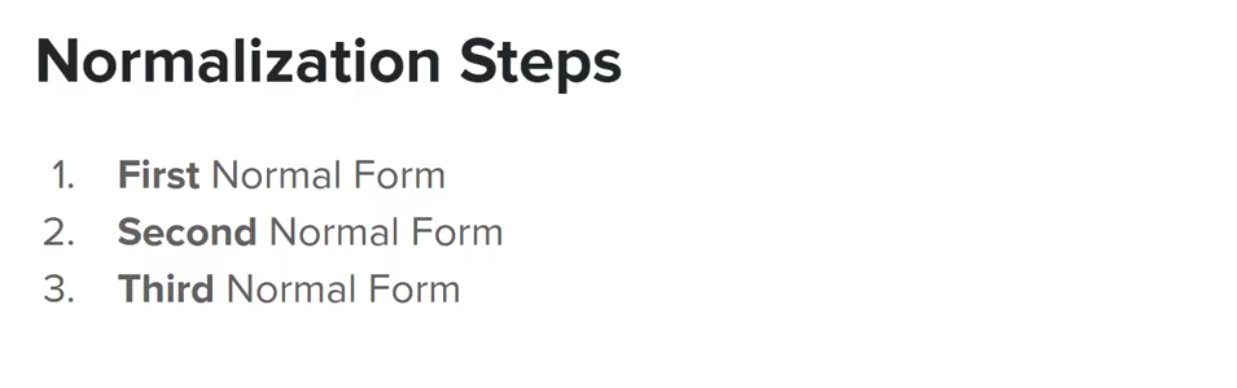 Normalization Steps
1. First Normal Form
2. Second Normal Form
3. Third Normal Form